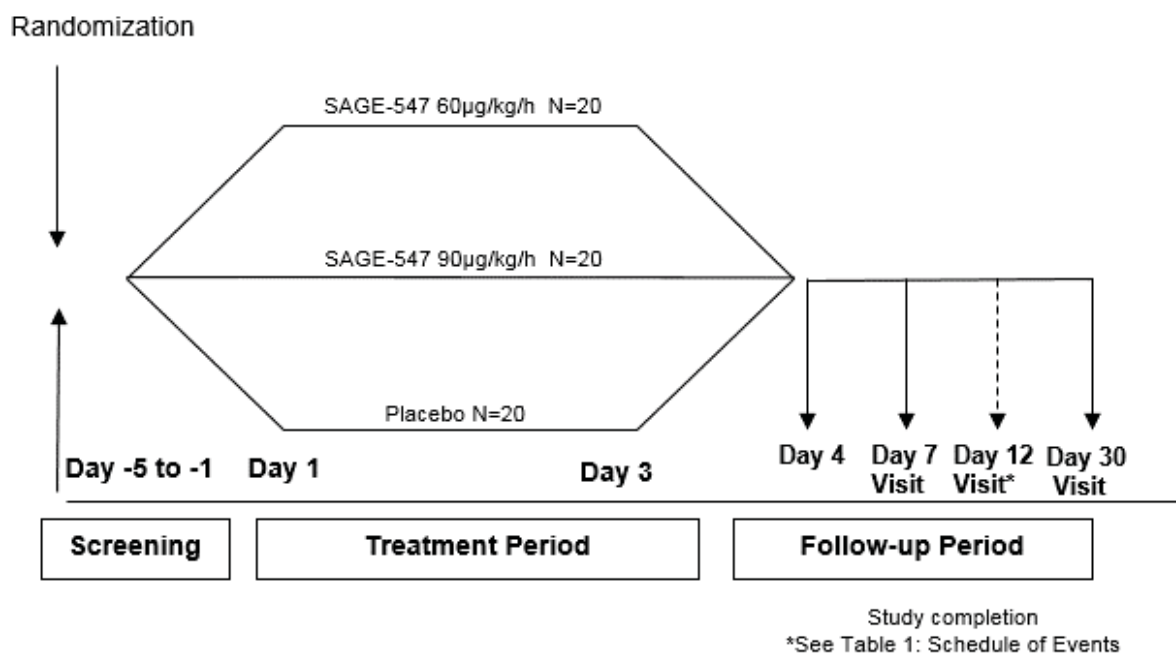 Randomization
SAGE-547 60µg/kg/h N=20
SAGE-547 90µg/kg/h N=20
Placebo N=20
Day -5 to -1
Day 1
Day 3
Day 4
Day 7
Visit
Day 12
Visit*
Day 30
Visit
Screening
Treatment Period
Follow-up Period
Study completion
*See Table 1: Schedule of Events